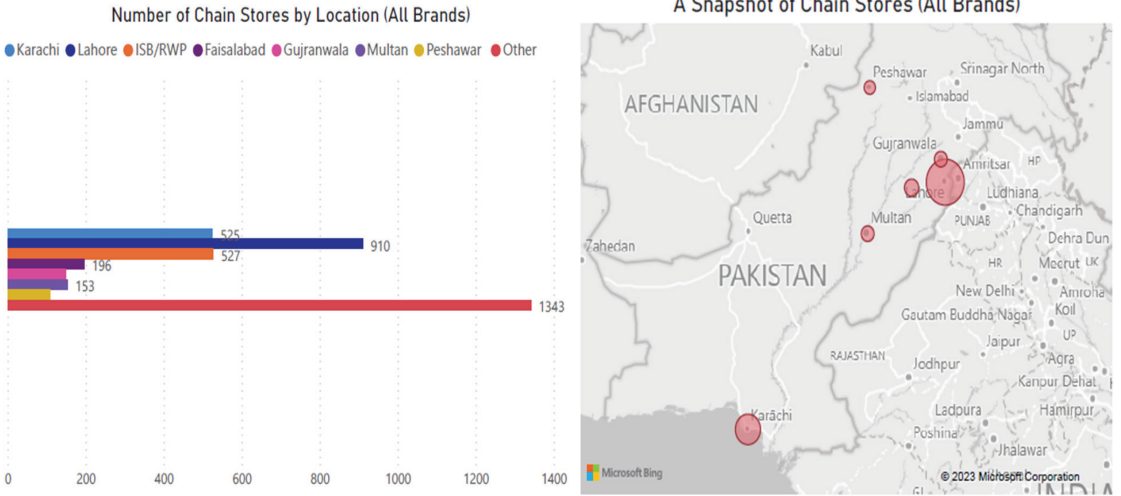 Number of Chain Stores by Location (All Brands)
Karachi Lahore ISB/RWP Faisalabad Gujranwala Multan Peshawar Other
525
910
527
196
153
1343
0 200 400 600 800 1000 1200 1400
A Snapshot of Chain Stores (All Brands)
Kabul
Peshawar
Srinagar North
Islamabad
AFGHANISTAN
Jammu
Gujranwala
Amritsar
HP
Lahore
Ludhiana
Chandigarh
Quetta
Multan
PUNJAB
Dehra Dun
Zahedan
HR
Meerut UK
PAKISTAN
New Delhi
Amroha
Gautam Buddha Nagar
Koil
UP
Jaipur
RAJASTHAN
Agra
Jodhpur
Kanpur Dehat
Karāchi
Ladpura
Hamirpur
Poshina
Jhalawar
Microsoft Bing
© 2023 Microsoft Corporation
INDIA